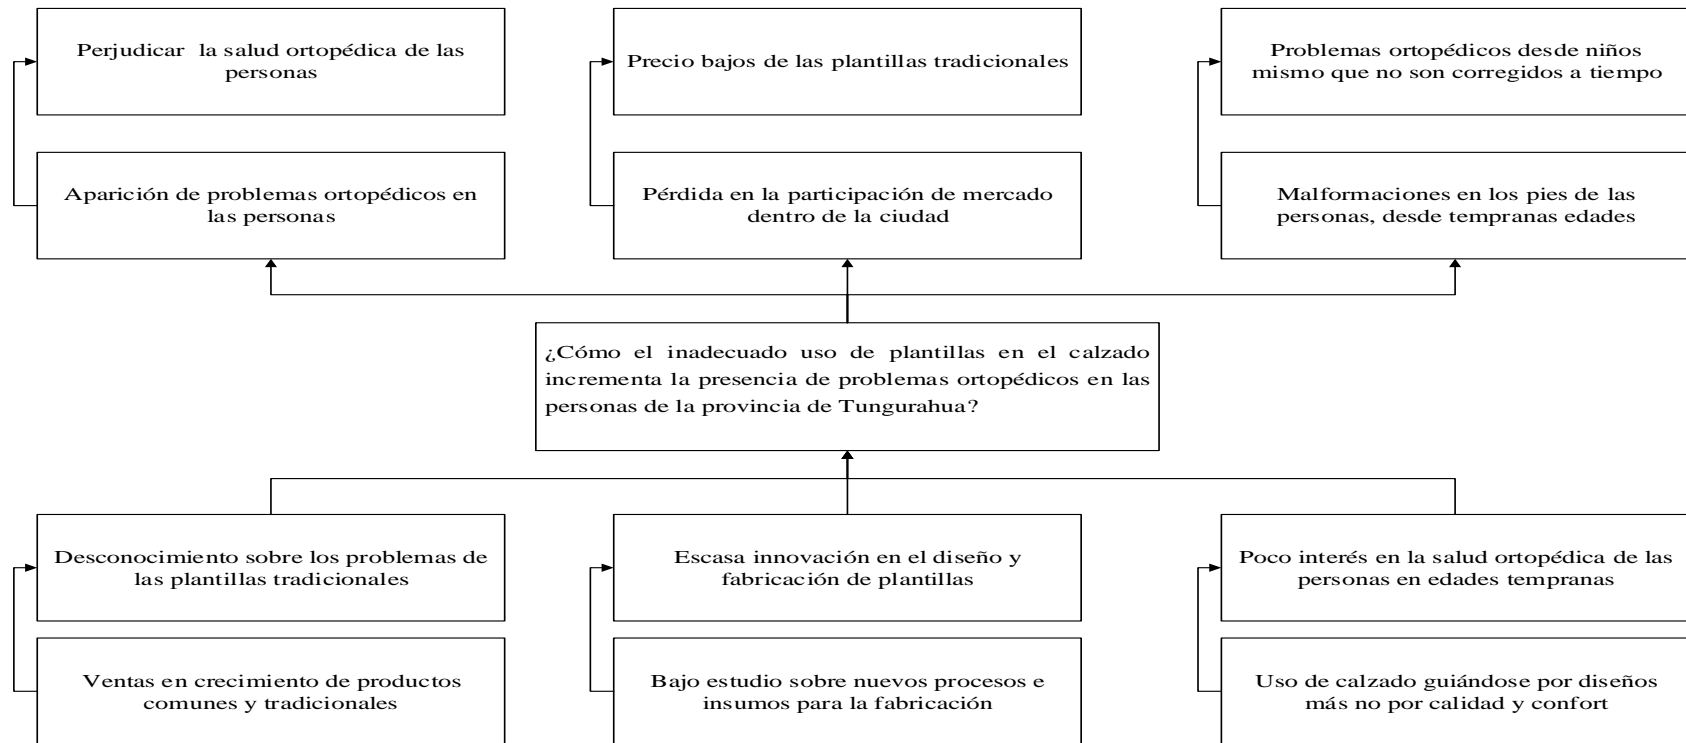 Perjudicar la salud ortopédica de las
personas
Precio bajos de las plantillas tradicionales
Problemas ortopédicos desde niños
mismo que no son corregidos a tiempo
Aparición de problemas ortopédicos en
las personas
Pérdida en la participación de mercado
dentro de la ciudad
Malformaciones en los pies de las
personas, desde tempranas edades
¿Cómo el inadecuado uso de plantillas en el calzado
incrementa la presencia de problemas ortopédicos en las
personas de la provincia de Tungurahua?
Desconocimiento sobre los problemas de
las plantillas tradicionales
Escasa innovación en el diseño y
fabricación de plantillas
Poco interés en la salud ortopédica de las
personas en edades tempranas
Ventas en crecimiento de productos
comunes y tradicionales
Bajo estudio sobre nuevos procesos e
insumos para la fabricación
Uso de calzado guiándose por diseños
más no por calidad y confort